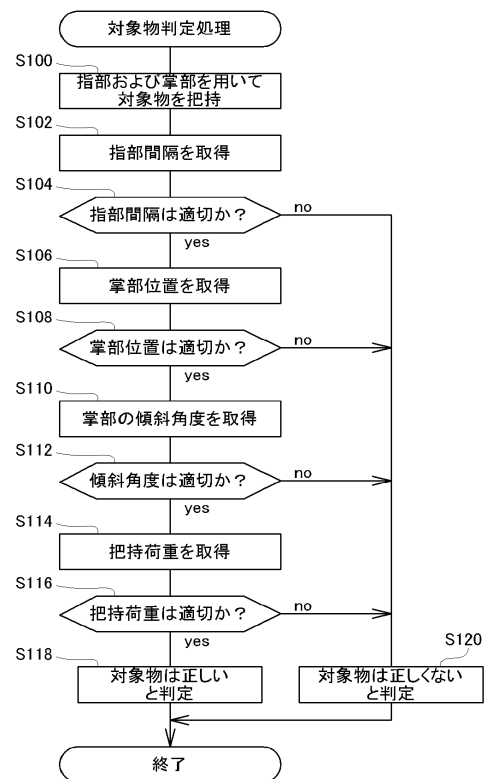 対象物判定処理
S100
指部および掌部を用いて
対象物を把持
S102
指部間隔を取得
S104
指部間隔は適切か？
no
yes
S106
掌部位置を取得
S108
掌部位置は適切か？
no
yes
S110
掌部の傾斜角度を取得
S112
傾斜角度は適切か？
no
yes
S114
把持荷重を取得
S116
把持荷重は適切か？
no
yes
S118
対象物は正しい
と判定
S120
対象物は正しくない
と判定
終了